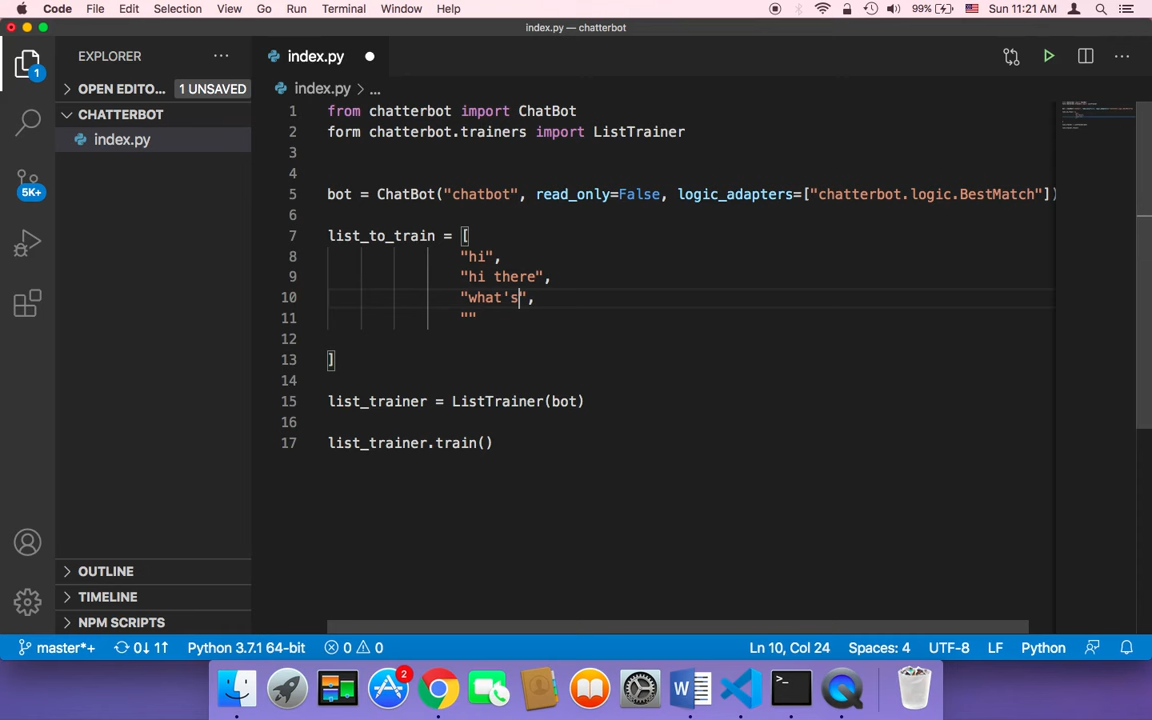 Code File Edit Selection View Go Run Terminal Window Help 99% Sun 11:21 AM
index.py — chatterbot
EXPLORER
index.py
1
OPEN EDITO... 1 UNSAVED
index.py > ...
CHATTERBOT
index.py
5K+
1 from chatterbot import ChatBot
2 form chatterbot.trainers import ListTrainer
3
4
5 bot = ChatBot("chatbot", read_only=False, logic_adapters=["chatterbot.logic.BestMatch"])
6
7 list_to_train = [
8 "hi",
9 "hi there",
10 "what's",
11 ""
12
13 ]
14
15 list_trainer = ListTrainer(bot)
16
17 list_trainer.train()
OUTLINE
TIMELINE
NPM SCRIPTS
master*+ 0↓ 1↑ Python 3.7.1 64-bit 0 0 Ln 10, Col 24 Spaces: 4 UTF-8 LF Python
2
W
>_